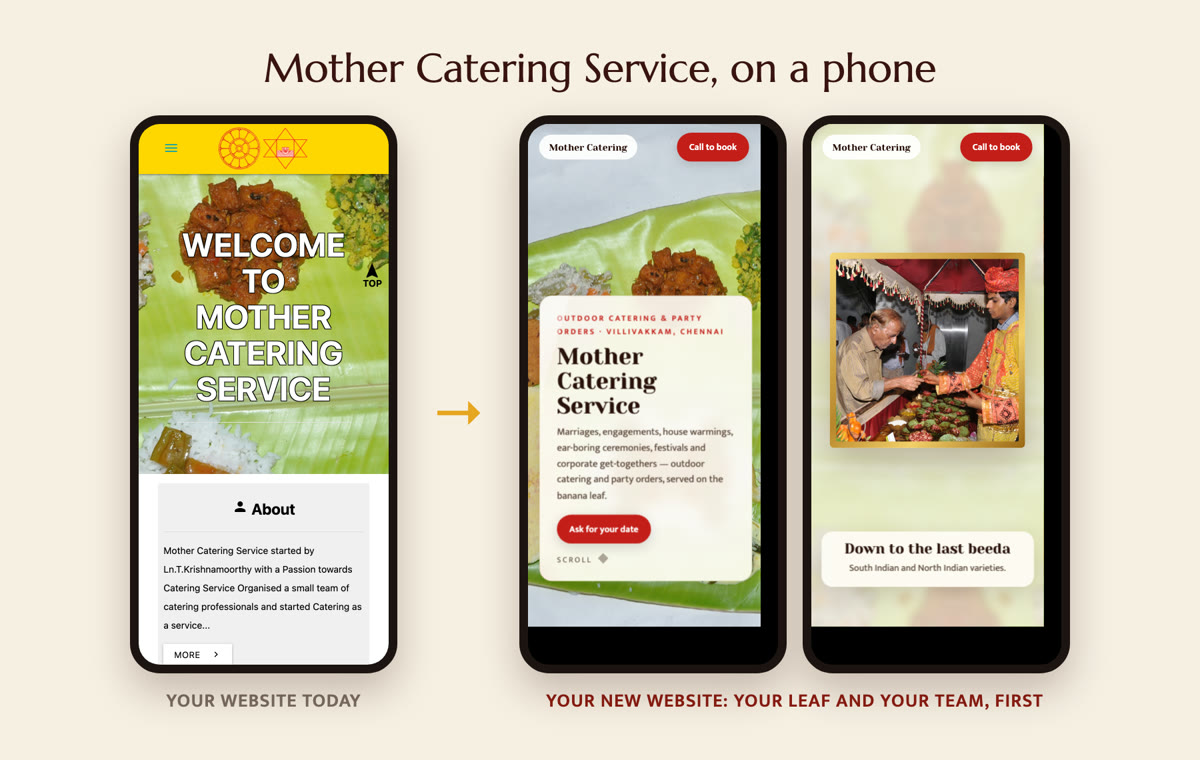 Mother Catering Service, on a phone
WELCOME
TO
MOTHER
CATERING
SERVICE
TOP
About
Mother Catering Service started by
Ln.T.Krishnamoorthy with a Passion towards
Catering Service Organised a small team of
catering professionals and started Catering as
a service...
MORE
YOUR WEBSITE TODAY
Mother Catering
Call to book
OUTDOOR CATERING & PARTY
ORDERS · VILLIVAKKAM, CHENNAI
Mother
Catering
Service
Marriages, engagements, house warmings,
ear-boring ceremonies, festivals and
corporate get-togethers — outdoor
catering and party orders, served on the
banana leaf.
Ask for your date
SCROLL
Mother Catering
Call to book
Down to the last beeda
South Indian and North Indian varieties.
YOUR NEW WEBSITE: YOUR LEAF AND YOUR TEAM, FIRST